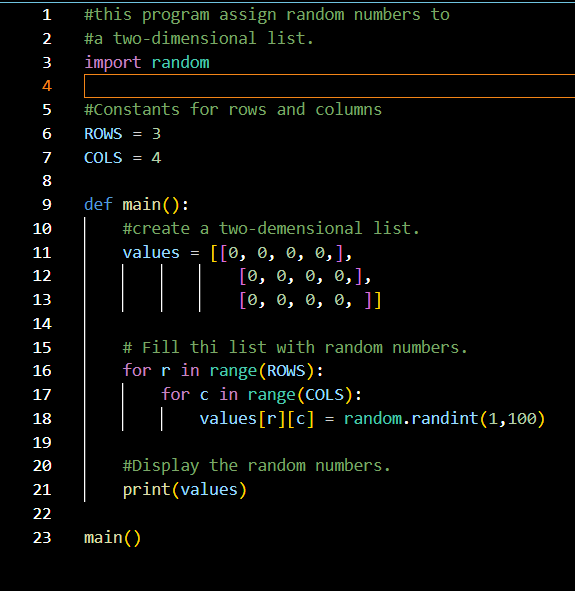 1 #this program assign random numbers to
2 #a two-dimensional list.
3 import random
4
5 #Constants for rows and columns
6 ROWS = 3
7 COLS = 4
8
9 def main():
10     #create a two-demensional list.
11     values = [[0, 0, 0, 0,],
12                 [0, 0, 0, 0,],
13                 [0, 0, 0, 0, ]]
14
15     # Fill thi list with random numbers.
16     for r in range(ROWS):
17         for c in range(COLS):
18             values[r][c] = random.randint(1,100)
19
20     #Display the random numbers.
21     print(values)
22
23 main()